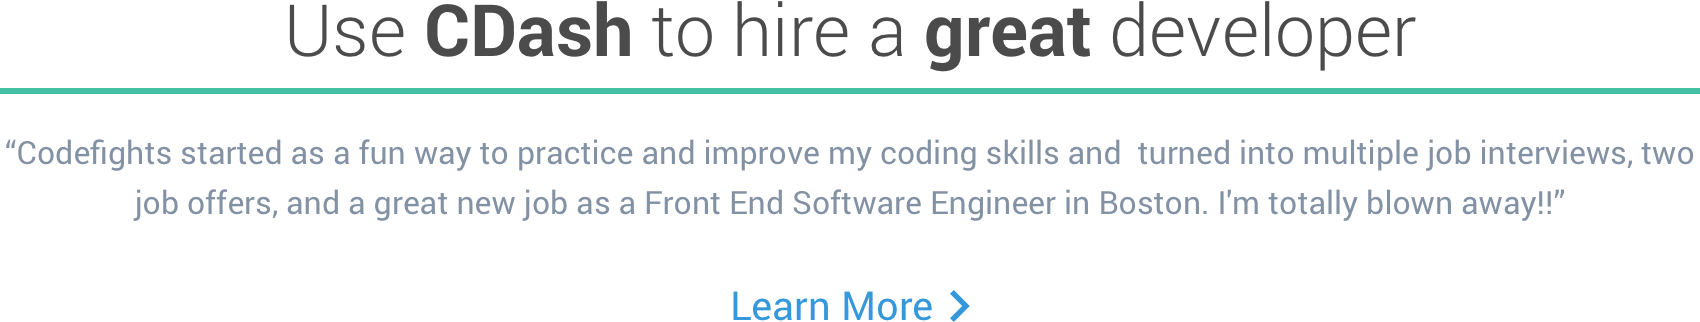 Use CDash to hire a great developer
“Codefights started as a fun way to practice and improve my coding skills and  turned into multiple job interviews, two
job offers, and a great new job as a Front End Software Engineer in Boston. I'm totally blown away!!”
Learn More